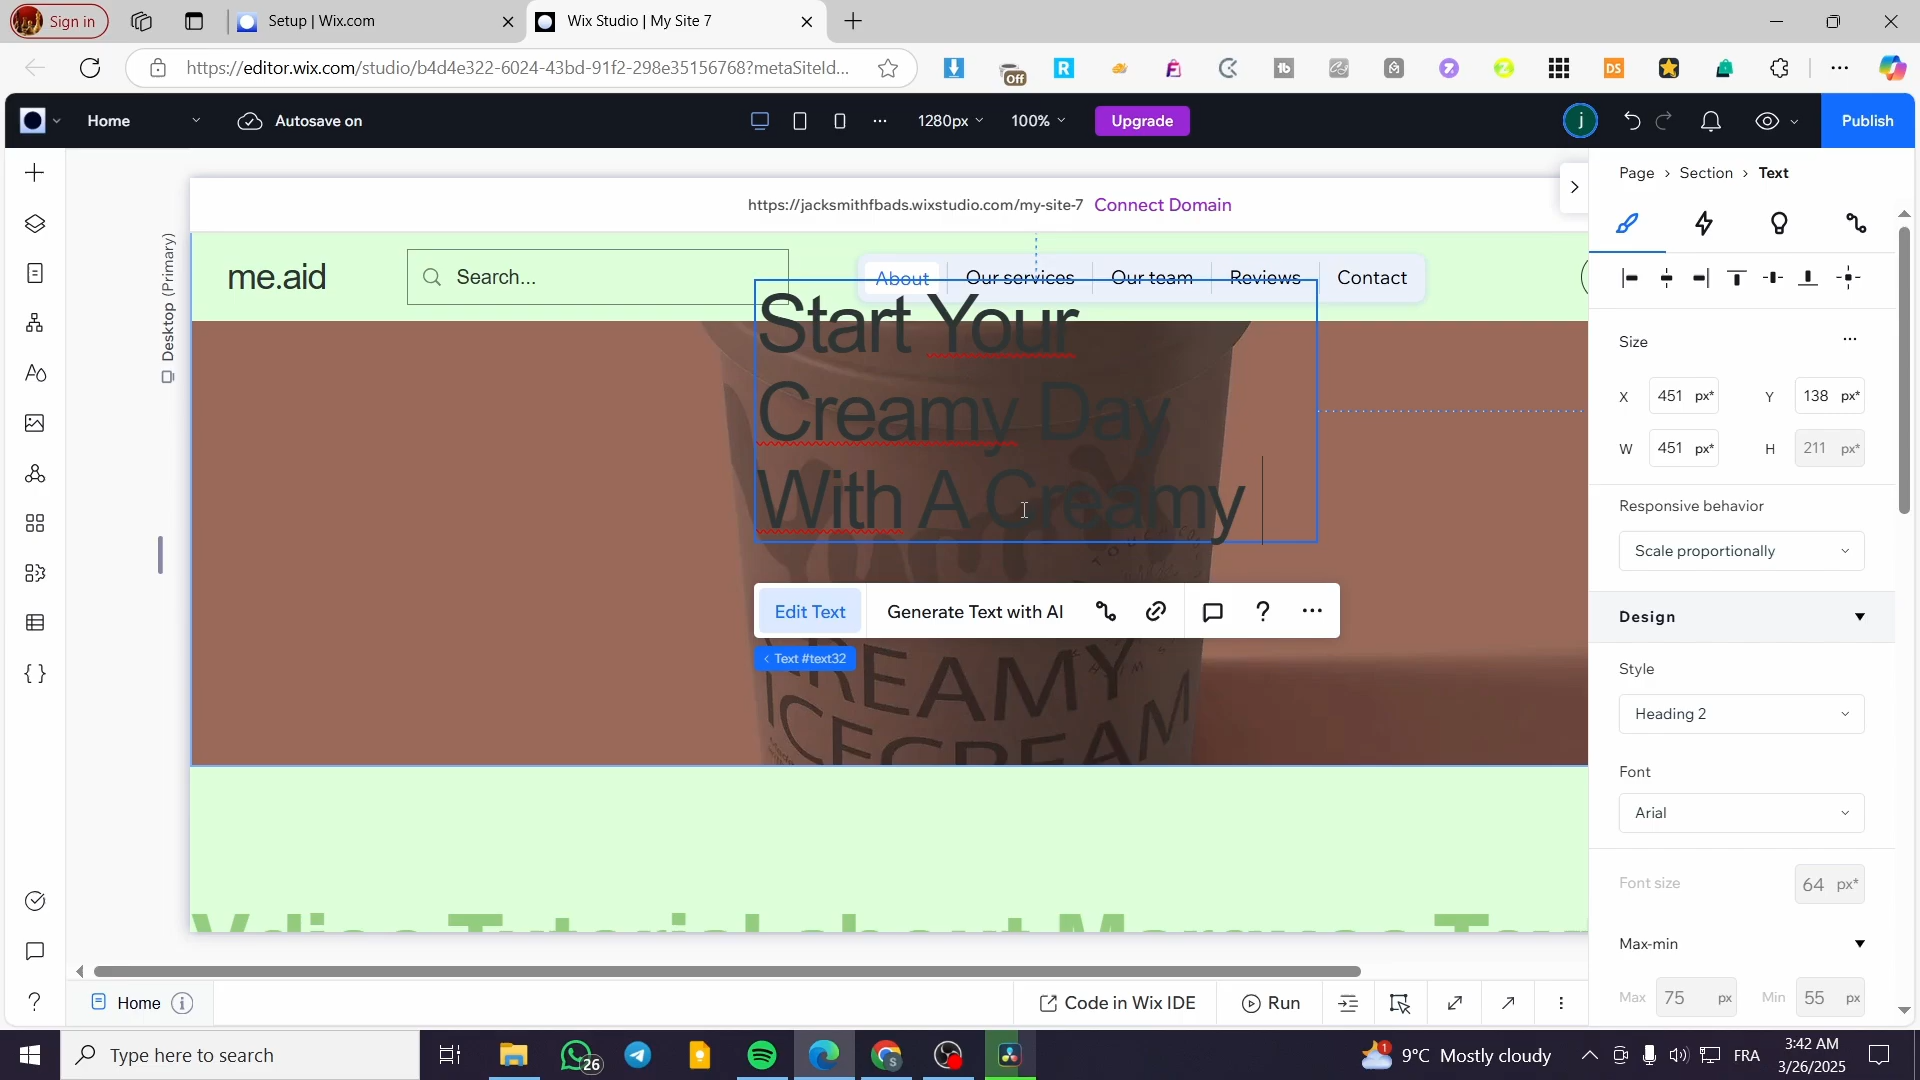 Sign in
Setup | Wix.com
Wix Studio | My Site 7
https://editor.wix.com/studio/b4d4e322-6024-43bd-91f2-298e35156768?metaSiteId...
Off
Home
Autosave on
1280px
100%
Upgrade
j
Publish
Page > Section > Text
https://jacksmithfbads.wixstudio.com/my-site-7 Connect Domain
Desktop (Primary)
me.aid
Search...
About
Our services
Our team
Reviews
Contact
Start Your
Creamy Day
With A Creamy
Edit Text
Generate Text with AI
< Text #text32
CREAMY
ICECREAM
Size
X 451 px*
Y 138 px*
W 451 px*
H 211 px*
Responsive behavior
Scale proportionally
Design
Style
Heading 2
Font
Arial
Font size
64 px*
Max-min
Max 75 px
Min 55 px
Home
Code in Wix IDE
Run
Type here to search
26
9°C Mostly cloudy
FRA
3:42 AM
3/26/2025